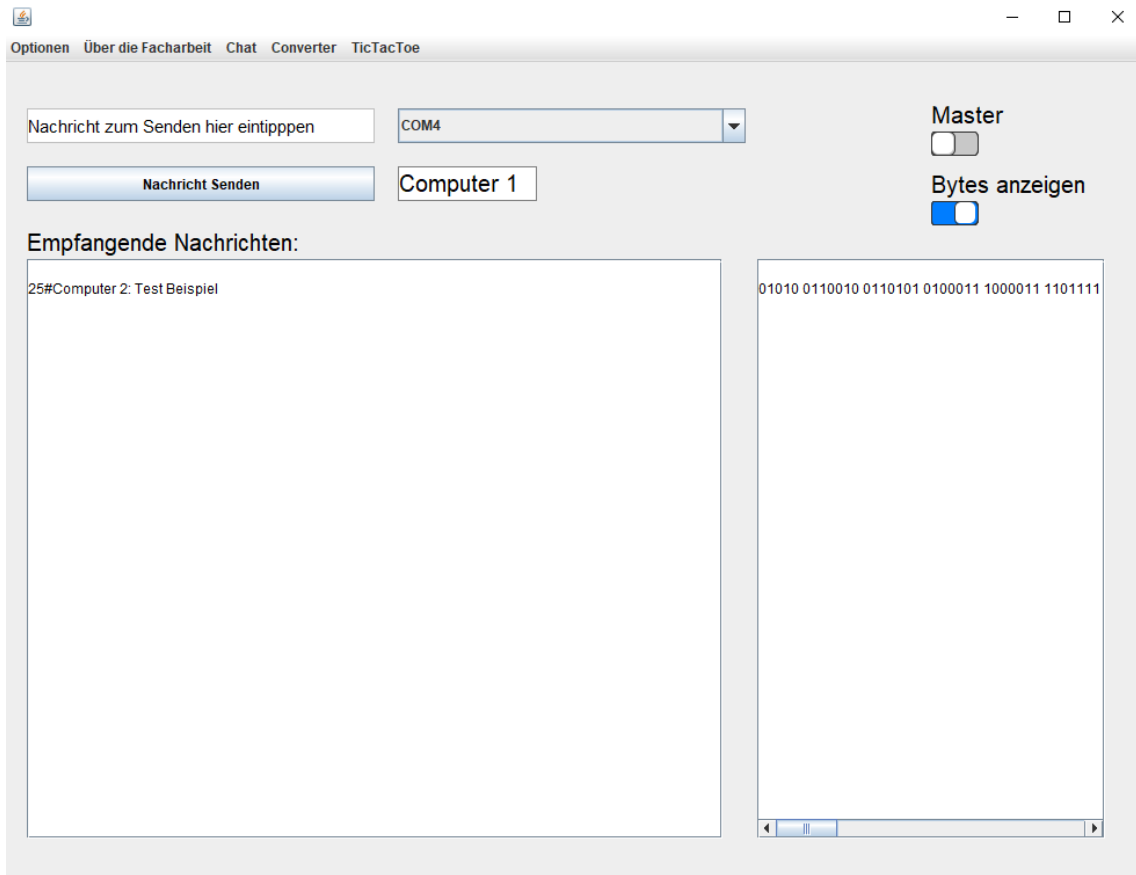 Optionen Über die Facharbeit Chat Converter TicTacToe
Nachricht zum Senden hier eintipppen
COM4
Master
Nachricht Senden
Computer 1
Bytes anzeigen
Empfangende Nachrichten:
25#Computer 2: Test Beispiel
01010 0110010 0110101 0100011 1000011 1101111